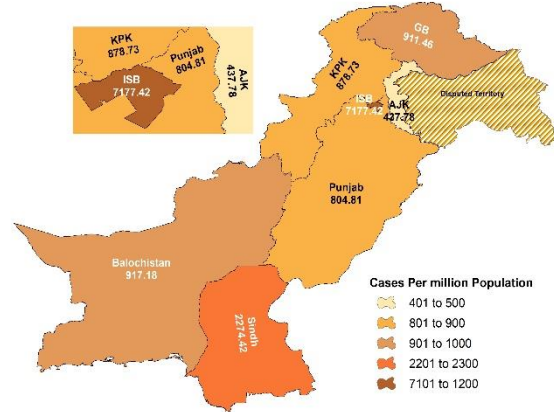 KPK
878.73
Punjab
804.81
AJK
437.78
ISB
7177.42
GB
911.46
KPK
878.73
ISB
7177.42
AJK
437.78
Disputed Territory
Punjab
804.81
Balochistan
917.18
Sindh
2274.42
Cases Per million Population
401 to 500
801 to 900
901 to 1000
2201 to 2300
7101 to 1200